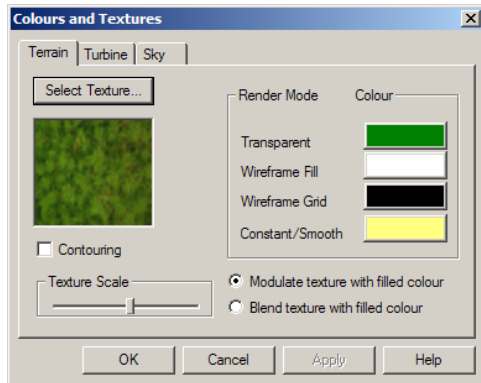 Colours and Textures
Terrain Turbine Sky
Select Texture...
Render Mode Colour
Transparent
Wireframe Fill
Wireframe Grid
Constant/Smooth
Contouring
Texture Scale
Modulate texture with filled colour
Blend texture with filled colour
OK Cancel Apply Help